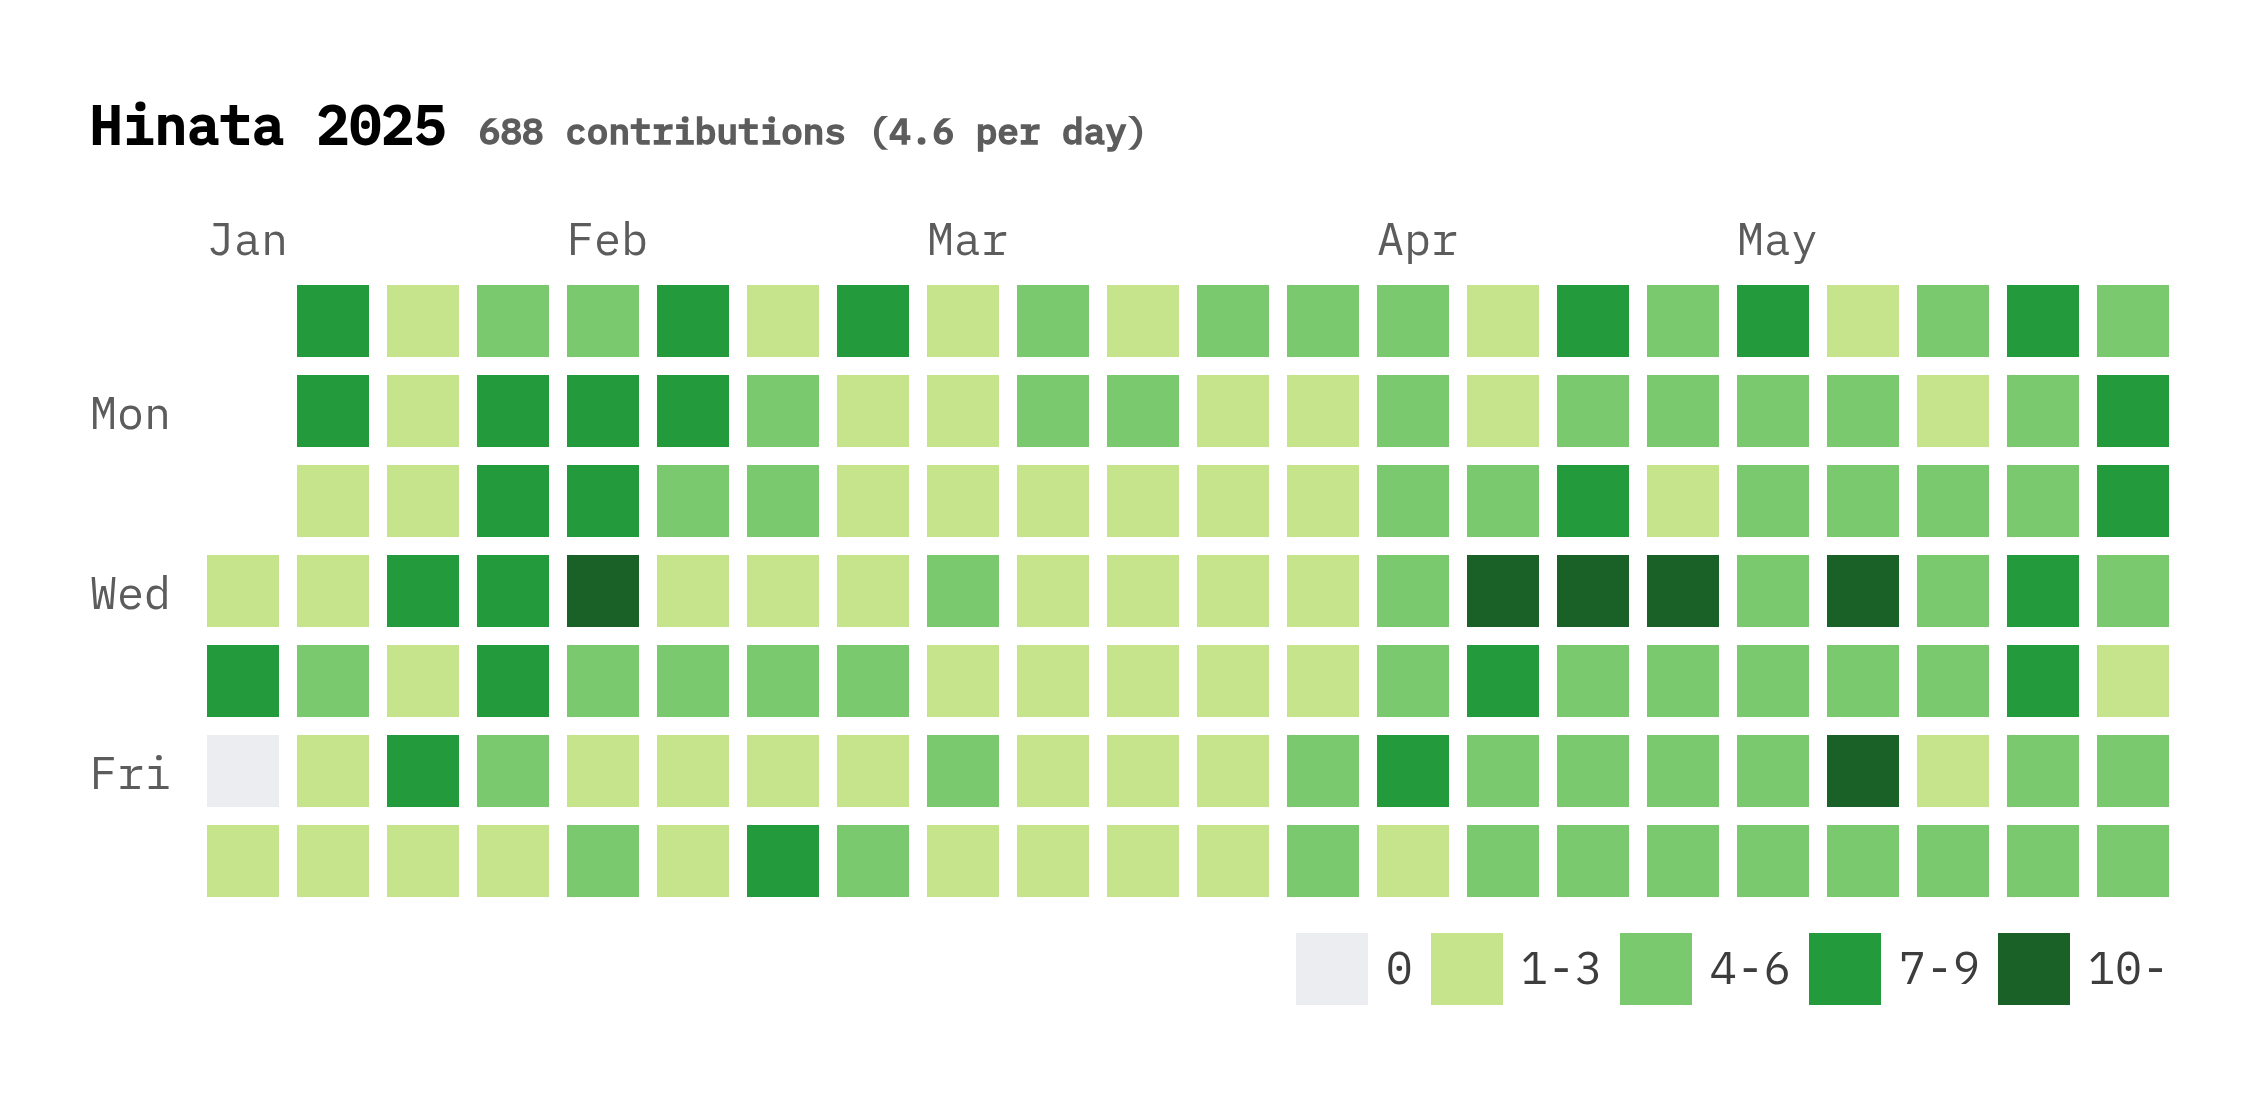 Hinata 2025 688 contributions (4.6 per day)
Jan Feb Mar Apr May
Mon
Wed
Fri
0 1-3 4-6 7-9 10-